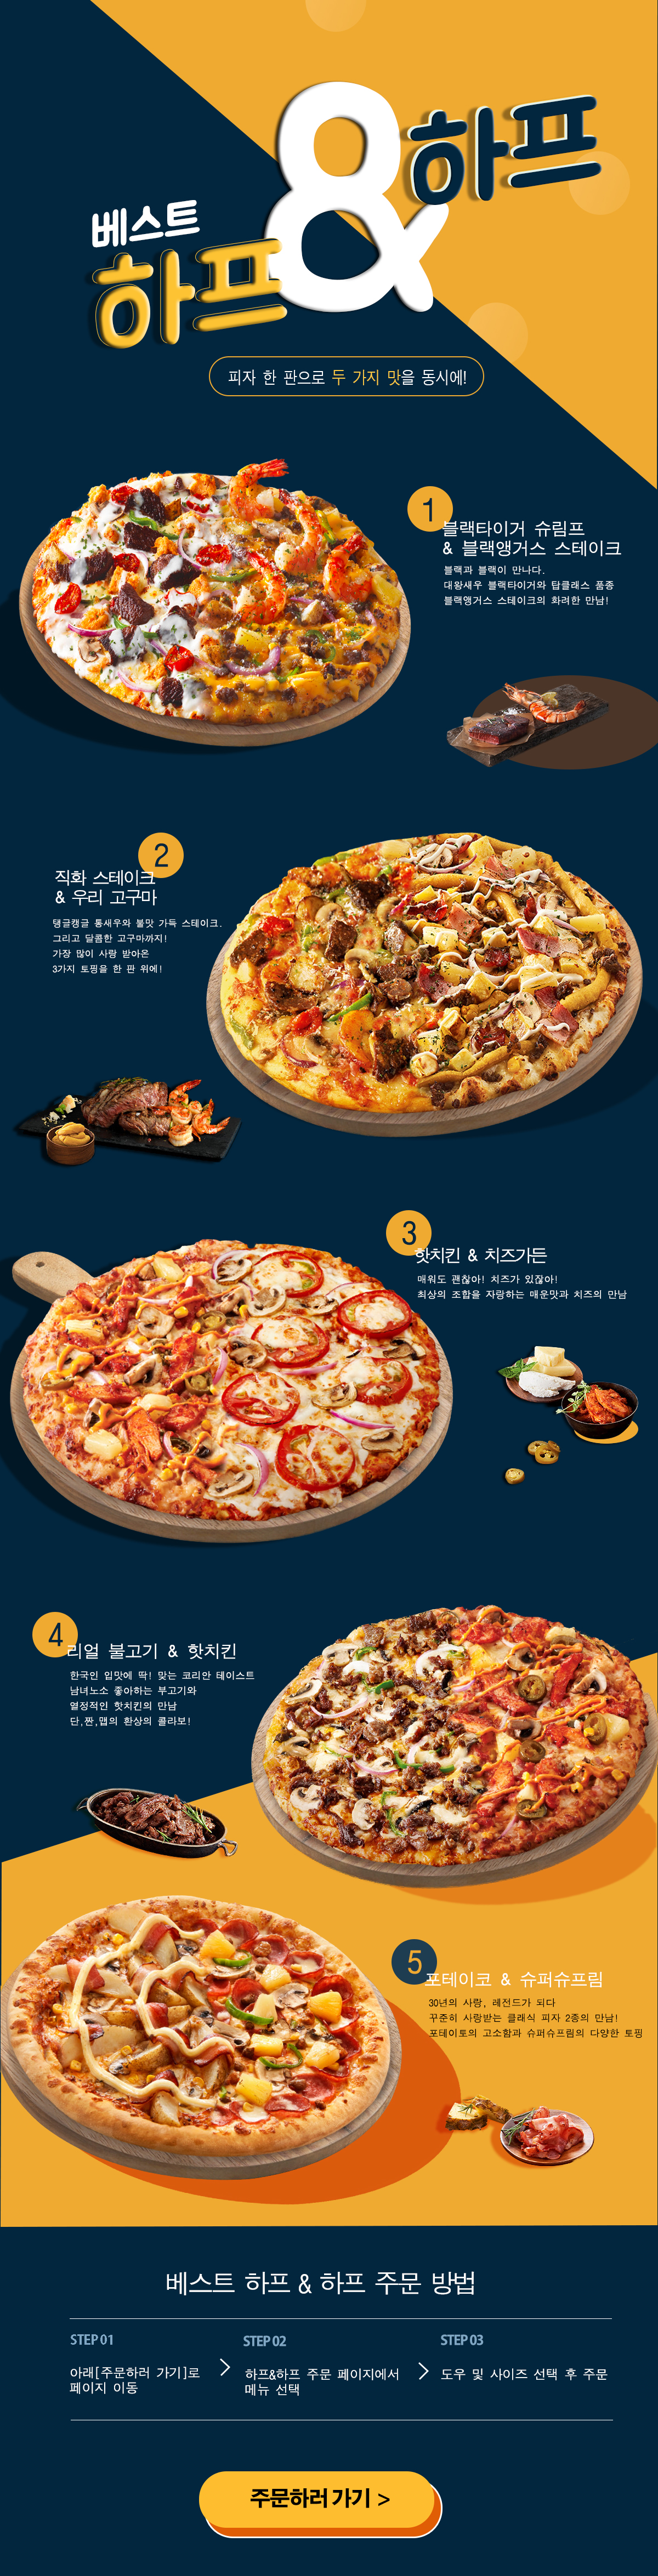 베스트
하프
&
하프
피자 한 판으로 두 가지 맛을 동시에!
1
블랙타이거 슈림프
& 블랙앵거스 스테이크
블랙과 블랙이 만나다.
대왕새우 블랙타이거와 탑클래스 품종
블랙앵거스 스테이크의 화려한 만남!
2
직화 스테이크
& 우리 고구마
탱글캥글 통새우와 불맛 가득 스테이크.
그리고 달콤한 고구마까지!
가장 많이 사랑 받아온
3가지 토핑을 한 판 위에!
3
핫치킨 & 치즈가든
매워도 괜찮아! 치즈가 있잖아!
최상의 조합을 자랑하는 매운맛과 치즈의 만남
4
리얼 불고기 & 핫치킨
한국인 입맛에 딱! 맞는 코리안 테이스트
남녀노소 좋아하는 부고기와
열정적인 핫치킨의 만남
단,짠,맵의 환상의 콜라보!
5
포테이코 & 슈퍼슈프림
30년의 사랑, 레전드가 되다
꾸준히 사랑받는 클래식 피자 2종의 만남!
포테이토의 고소함과 슈퍼슈프림의 다양한 토핑
베스트 하프 & 하프 주문 방법
STEP 01
아래[주문하러 가기]로
페이지 이동
>
STEP 02
하프&하프 주문 페이지에서
메뉴 선택
>
STEP 03
도우 및 사이즈 선택 후 주문
주문하러 가기 >